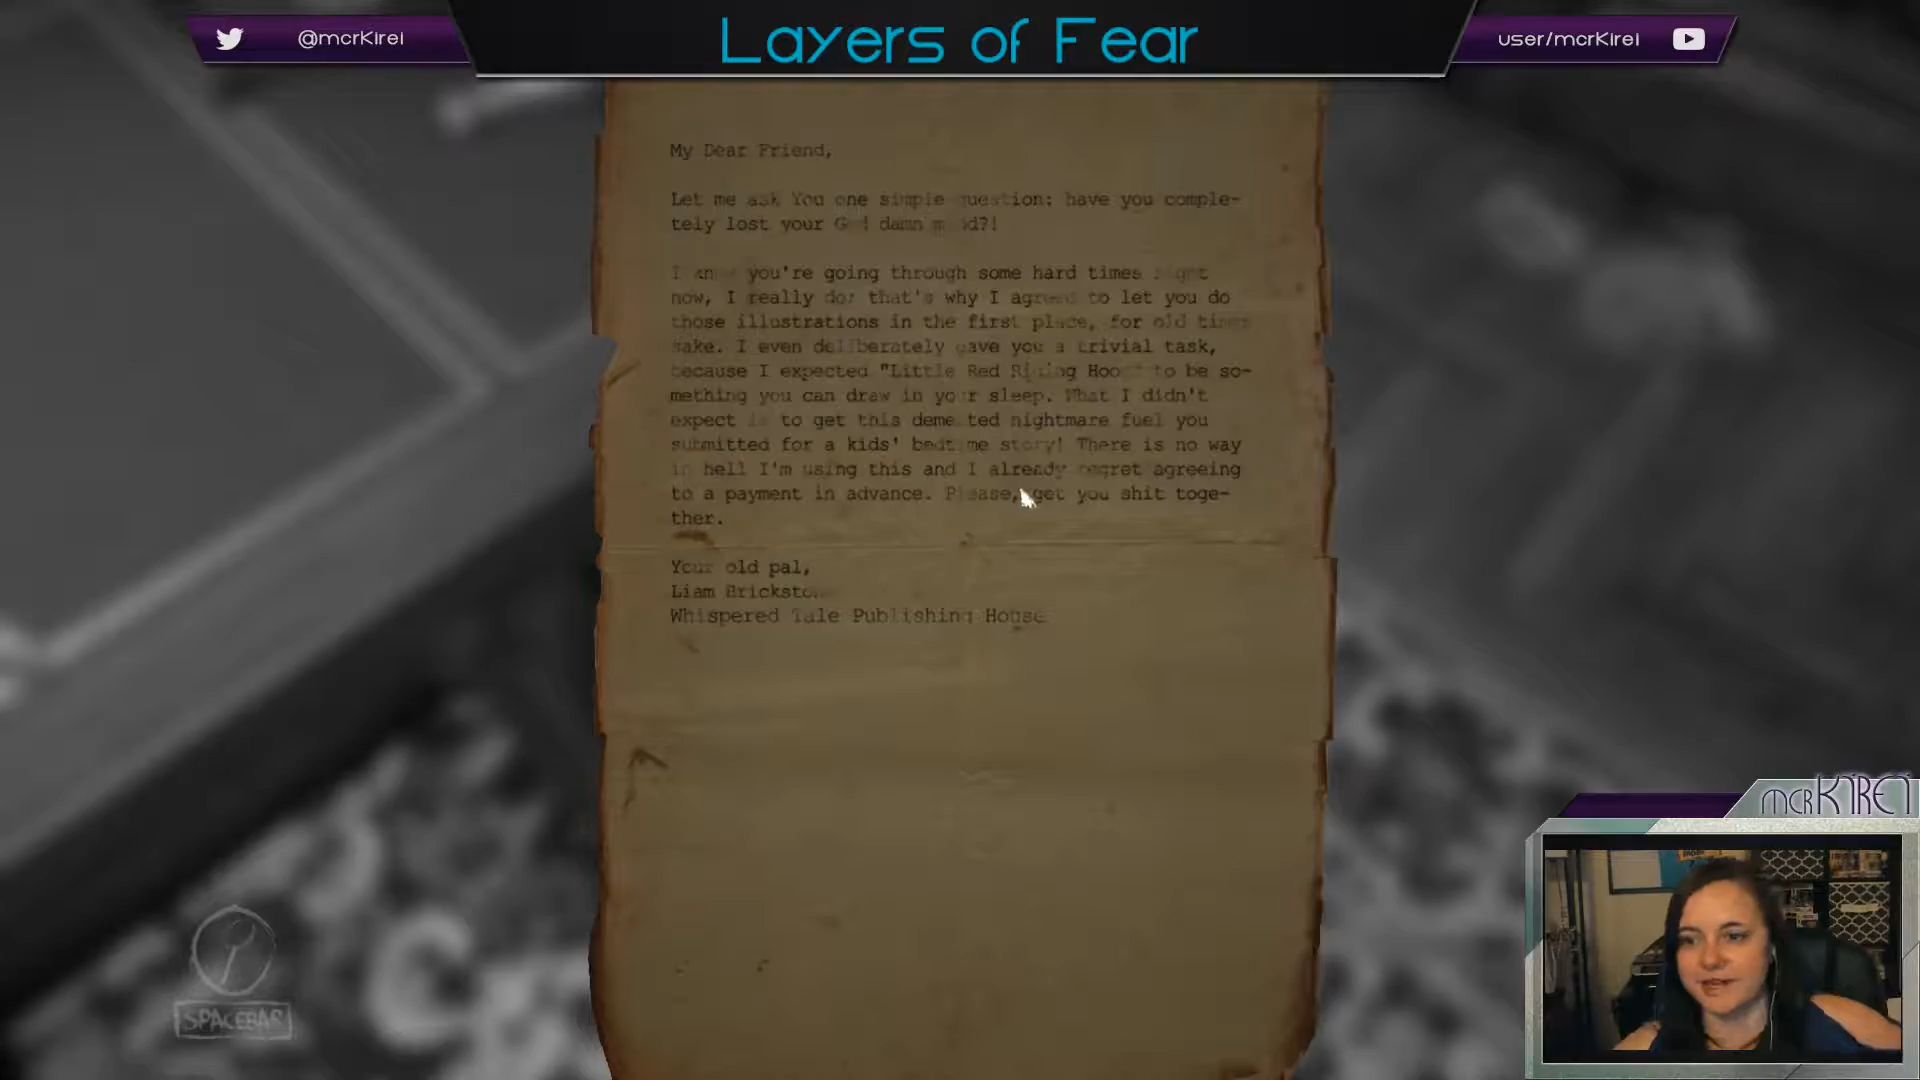 @mcrKirei
Layers of Fear
user/mcrKirei
My Dear Friend,
Let me ask You one simple question: have you comple-
tely lost your God damn mind?!
I know you're going through some hard times right
now, I really do; that's why I agreed to let you do
those illustrations in the first place, for old times
sake. I even deliberately gave you a trivial task,
because I expected "Little Red Riding Hood" to be so-
mething you can draw in your sleep. What I didn't
expect is to get this demented nightmare fuel you
submitted for a kids' bedtime story! There is no way
in hell I'm using this and I already regret agreeing
to a payment in advance. Please, get you shit toge-
ther.
Your old pal,
Liam
Whispered Tale Publishing House
SPACEBAR
mcrKIREI